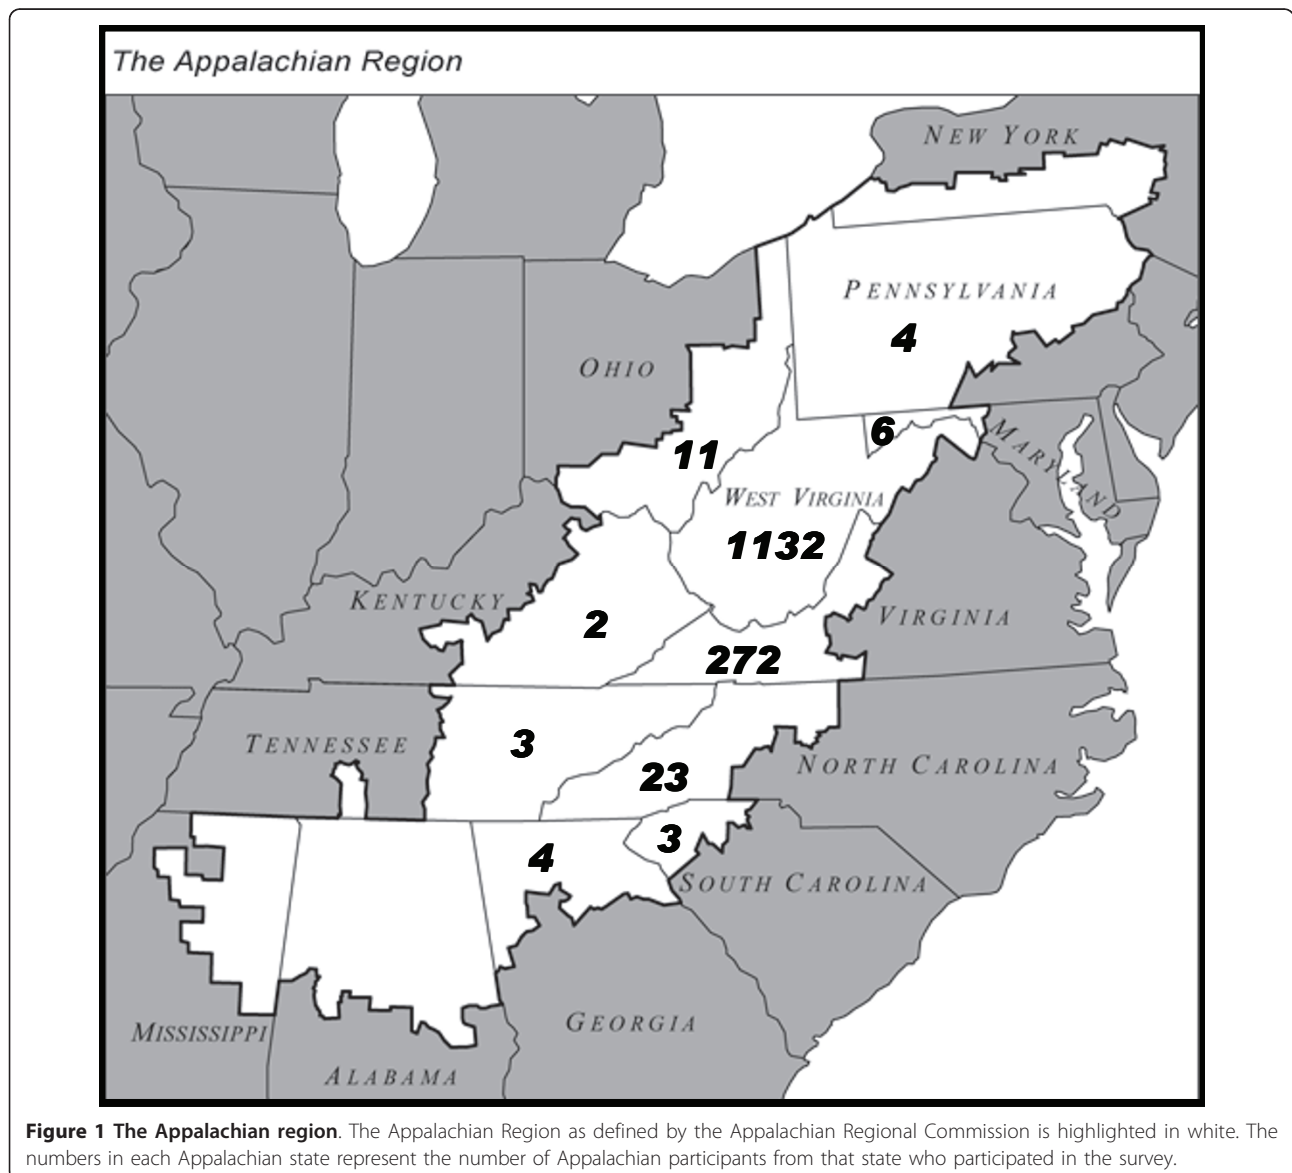 The Appalachian Region
NEW YORK
PENNSYLVANIA
4
OHIO
6
MARYLAND
11
WEST VIRGINIA
1132
KENTUCKY
2
VIRGINIA
272
TENNESSEE
3
23
NORTH CAROLINA
3
4
SOUTH CAROLINA
GEORGIA
MISSISSIPPI
ALABAMA
Figure 1 The Appalachian region. The Appalachian Region as defined by the Appalachian Regional Commission is highlighted in white. The
numbers in each Appalachian state represent the number of Appalachian participants from that state who participated in the survey.